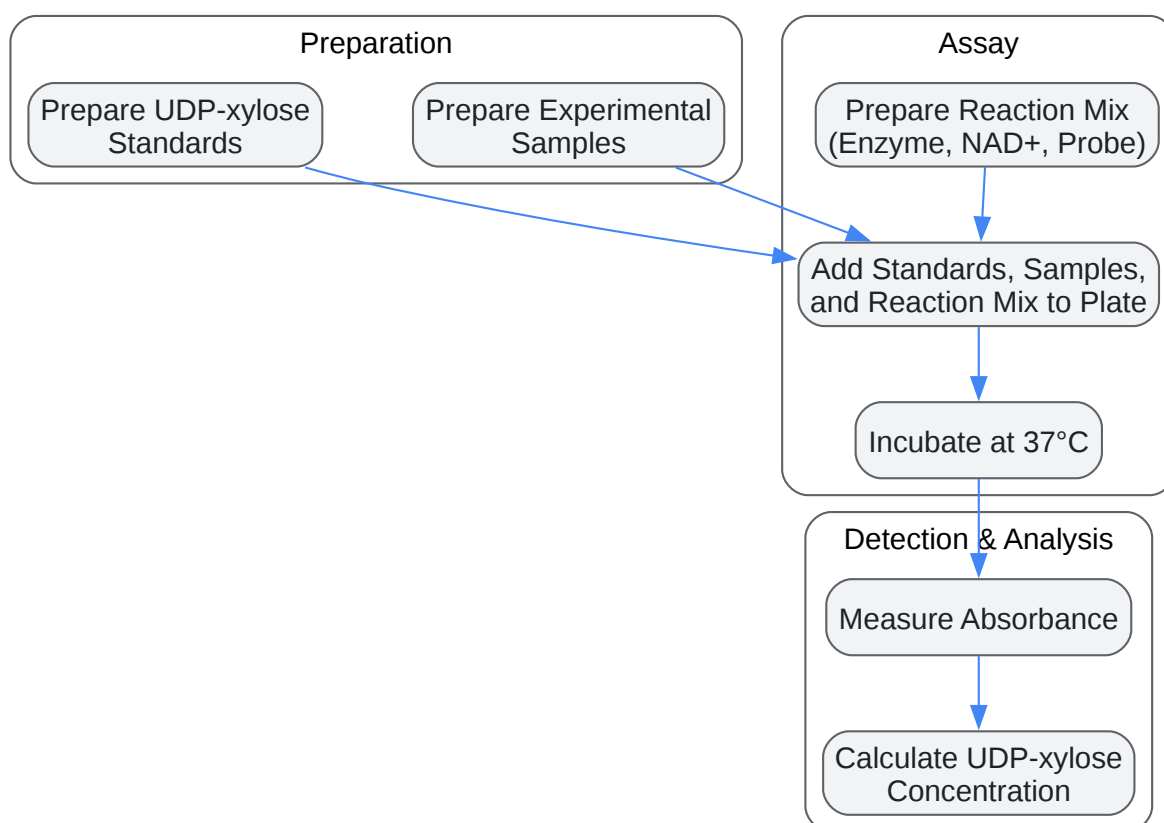 Preparation
Prepare UDP-xylose
Standards
Prepare Experimental
Samples
Assay
Prepare Reaction Mix
(Enzyme, NAD+, Probe)
Add Standards, Samples,
and Reaction Mix to Plate
Incubate at 37°C
Detection & Analysis
Measure Absorbance
Calculate UDP-xylose
Concentration